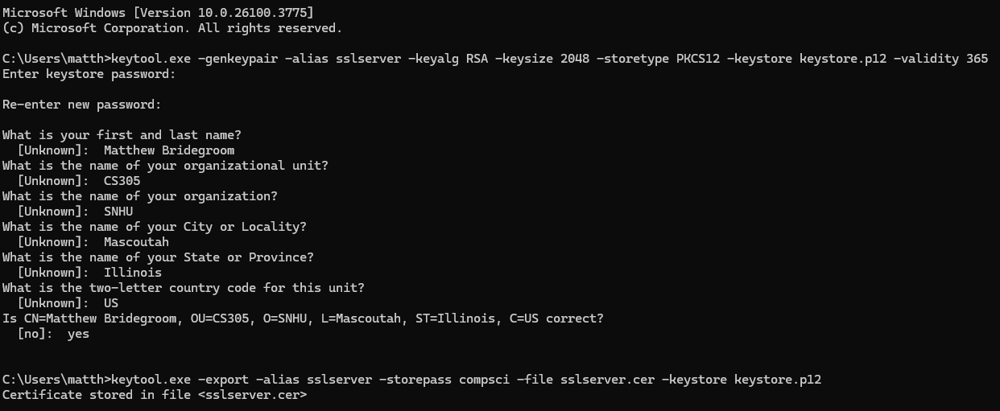 Microsoft Windows [Version 10.0.26100.3775]
(c) Microsoft Corporation. All rights reserved.
C:\Users\matth>keytool.exe -genkeypair -alias sslserver -keyalg RSA -keysize 2048 -storetype PKCS12 -keystore keystore.p12 -validity 365
Enter keystore password:
Re-enter new password:
What is your first and last name?
[Unknown]:  Matthew Bridegroom
What is the name of your organizational unit?
[Unknown]:  CS305
What is the name of your organization?
[Unknown]:  SNHU
What is the name of your City or Locality?
[Unknown]:  Mascoutah
What is the name of your State or Province?
[Unknown]:  Illinois
What is the two-letter country code for this unit?
[Unknown]:  US
Is CN=Matthew Bridegroom, OU=CS305, O=SNHU, L=Mascoutah, ST=Illinois, C=US correct?
[no]:  yes
C:\Users\matth>keytool.exe -export -alias sslserver -storepass compsci -file sslserver.cer -keystore keystore.p12
Certificate stored in file <sslserver.cer>